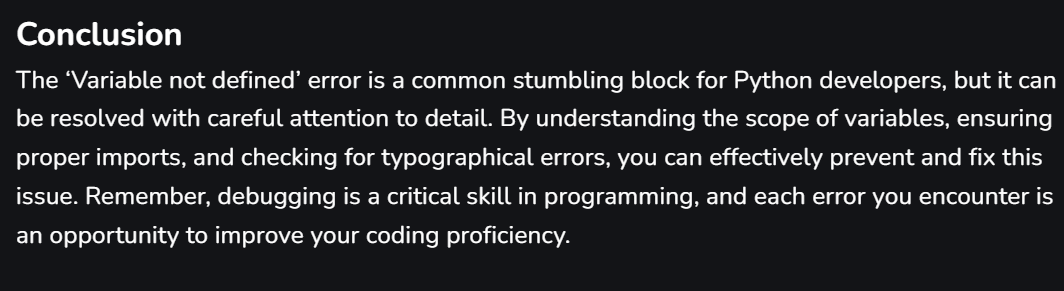 Conclusion
The ‘Variable not defined’ error is a common stumbling block for Python developers, but it can
be resolved with careful attention to detail. By understanding the scope of variables, ensuring
proper imports, and checking for typographical errors, you can effectively prevent and fix this
issue. Remember, debugging is a critical skill in programming, and each error you encounter is
an opportunity to improve your coding proficiency.